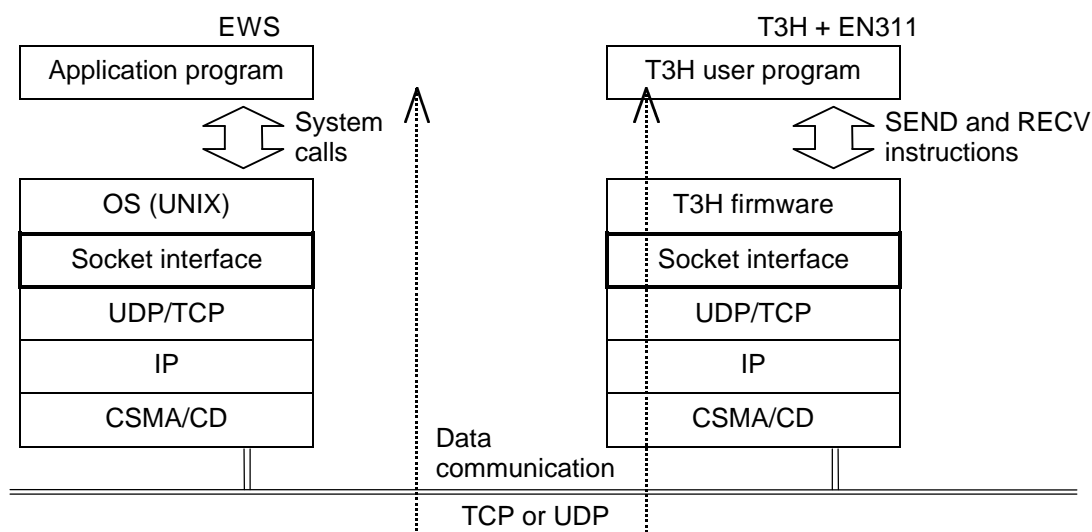 EWS
Application program
System
calls
OS (UNIX)
Socket interface
UDP/TCP
IP
CSMA/CD
T3H + EN311
T3H user program
SEND and RECV
instructions
T3H firmware
Socket interface
UDP/TCP
IP
CSMA/CD
Data
communication
TCP or UDP